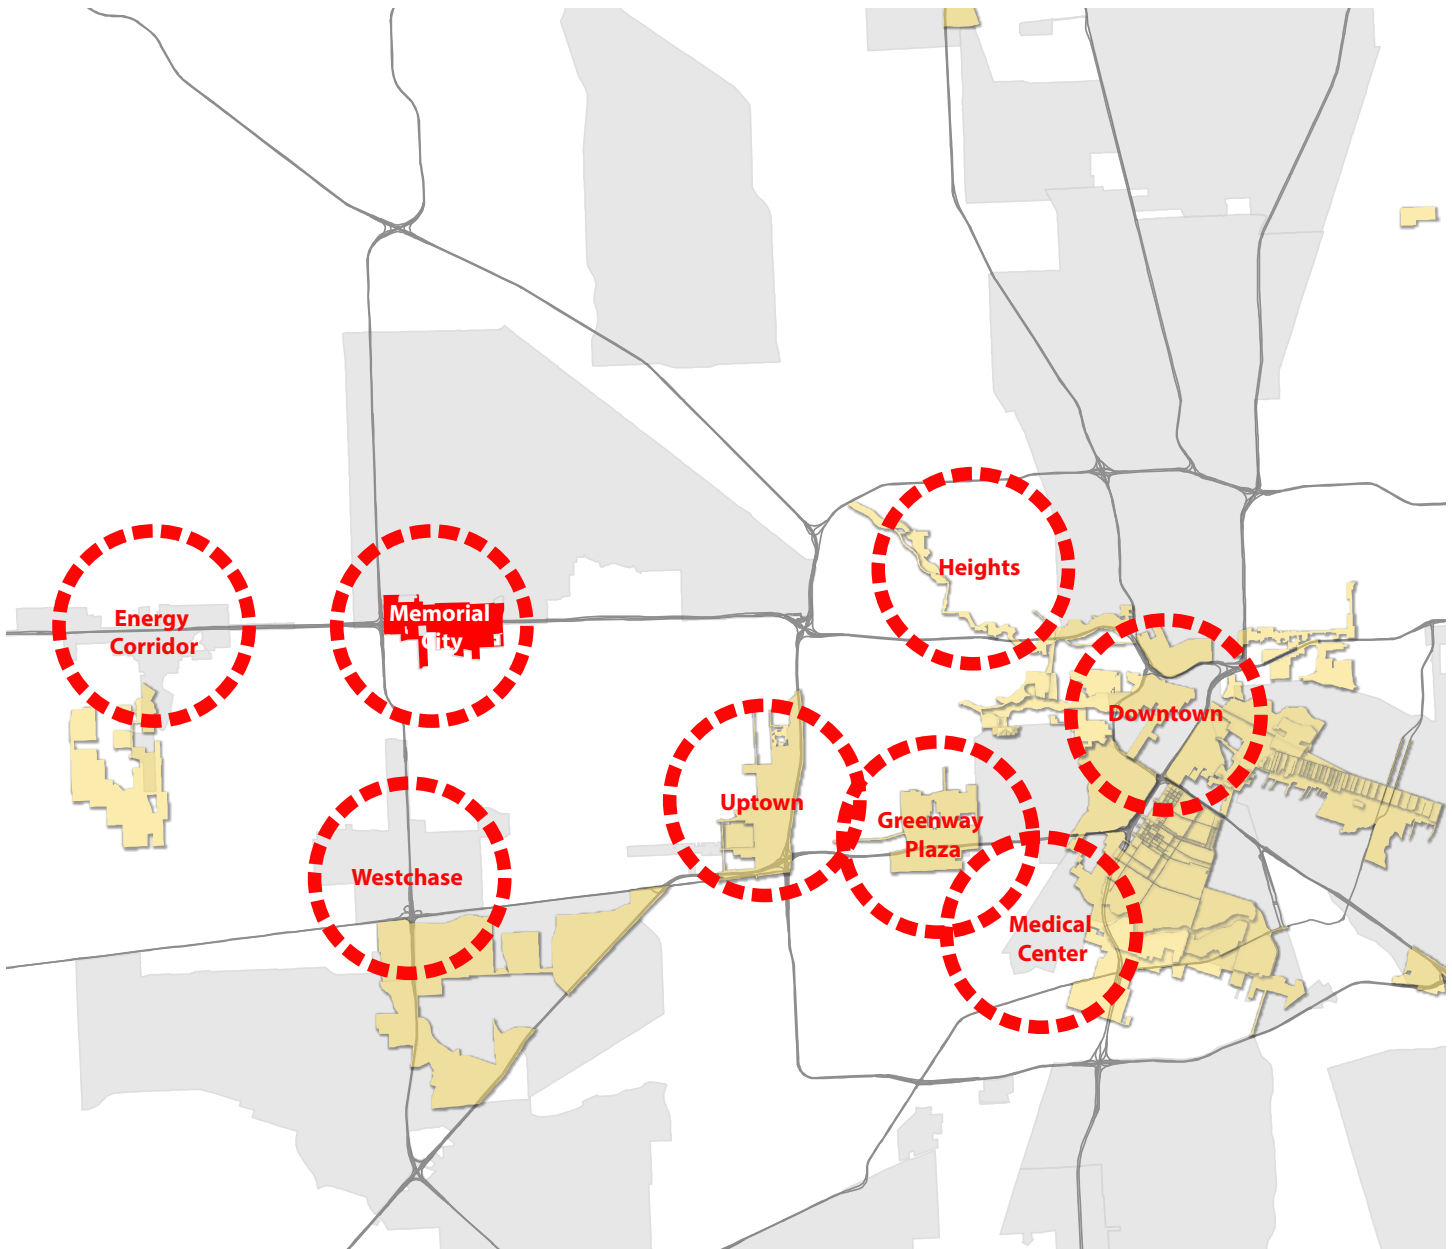 Heights
Energy
Corridor
Memorial
City
Downtown
Uptown
Greenway
Plaza
Westchase
Medical
Center